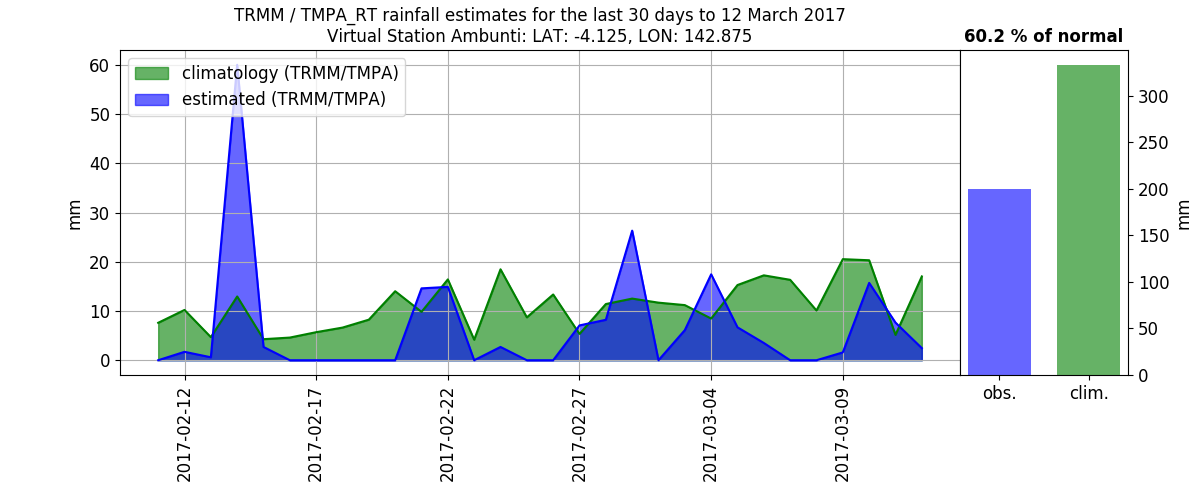 TRMM / TMPA_RT rainfall estimates for the last 30 days to 12 March 2017
Virtual Station Ambunti: LAT: -4.125, LON: 142.875
60.2 % of normal
climatology (TRMM/TMPA)
estimated (TRMM/TMPA)
mm
60
50
40
30
20
10
0
2017-02-12
2017-02-17
2017-02-22
2017-02-27
2017-03-04
2017-03-09
300
250
200
150
100
50
0
mm
obs.
clim.